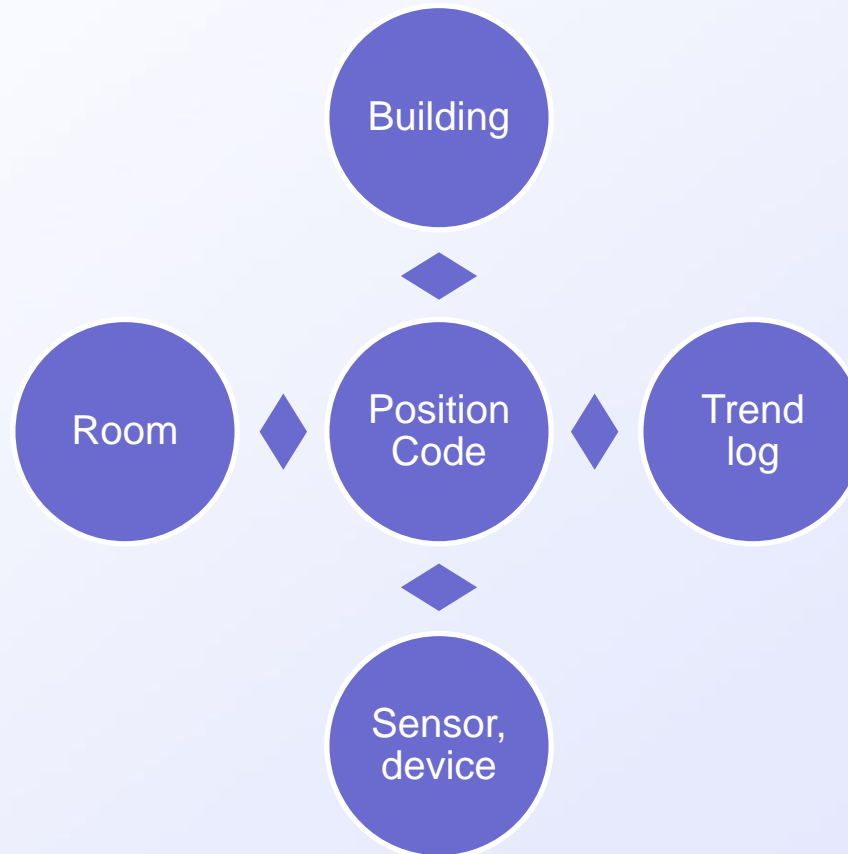 Building
Room
Position
Code
Trend
log
Sensor,
device